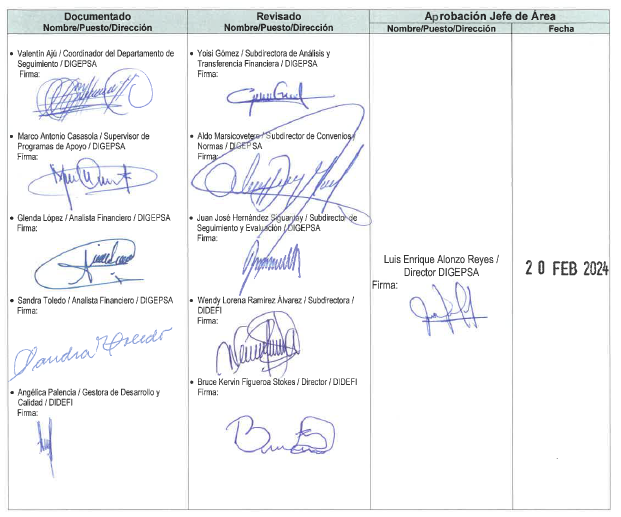 Documentado
Nombre/Puesto/Dirección
Revisado
Nombre/Puesto/Dirección
Aprobación Jefe de Área
Nombre/Puesto/Dirección
Fecha
• Valentín Ajú / Coordinador del Departamento de
Seguimiento / DIGEPSA
Firma:
• Marco Antonio Casasola / Supervisor de
Programas de Apoyo / DIGEPSA
Firma:
• Glenda López / Analista Financiero / DIGEPSA
Firma:
• Sandra Toledo / Analista Financiero / DIGEPSA
Firma:
Sandra Toledo
• Angélica Palencia / Gestora de Desarrollo y
Calidad / DIDEFI
Firma:
• Yoisi Gómez / Subdirectora de Análisis y
Transferencia Financiera / DIGEPSA
Firma:
• Aldo Marsicovetere / Subdirector de Convenios y
Normas / DIGEPSA
Firma:
• Juan José Hernández / Subdirector de
Seguimiento y Evaluación / DIGEPSA
Firma:
• Wendy Lorena Ramírez Álvarez / Subdirectora /
DIDEFI
Firma:
• Bruce Kervin Figueroa Stokes / Director / DIDEFI
Firma:
Luis Enrique Alonzo Reyes /
Director DIGEPSA
Firma:
20 FEB 2024